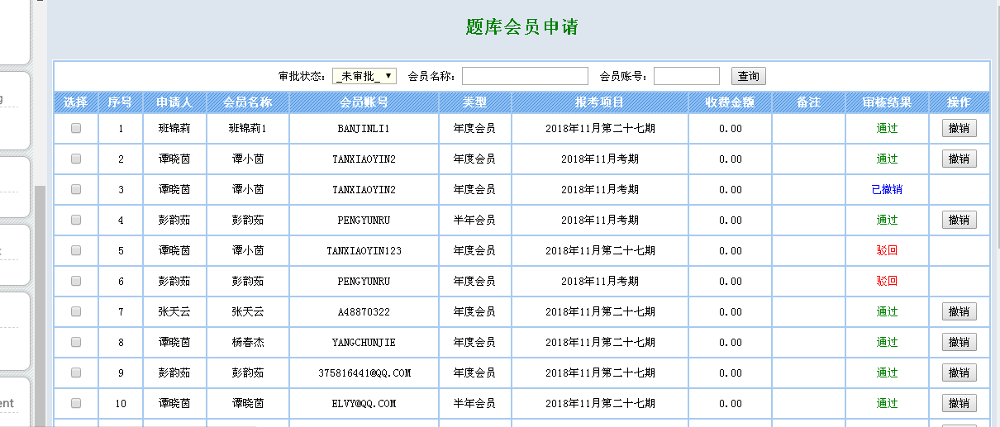 题库会员申请
审批状态: _未审批_ ▼ 会员名称: 会员账号: 查询
选择 序号 申请人 会员名称 会员账号 类型 报考项目 收费金额 备注 审核结果 操作
1 班锦莉 班锦莉1 BANJINLI1 年度会员 2018年11月第二十七期 0.00 通过 撤销
2 谭晓茵 谭小茵 TANXIAOYIN2 年度会员 2018年11月考期 0.00 通过 撤销
3 谭晓茵 谭小茵 TANXIAOYIN2 年度会员 2018年11月考期 0.00 已撤销
4 彭韵茹 彭韵茹 PENGYUNRU 半年会员 2018年11月考期 0.00 通过 撤销
5 谭晓茵 谭小茵 TANXIAOYIN123 年度会员 2018年11月第二十七期 0.00 驳回
6 彭韵茹 彭韵茹 PENGYUNRU 年度会员 2018年11月考期 0.00 驳回
7 张天云 张天云 A48870322 年度会员 2018年11月第二十七期 0.00 通过 撤销
8 谭晓茵 杨春杰 YANGCHUNJIE 年度会员 2018年11月第二十七期 0.00 通过 撤销
9 彭韵茹 彭韵茹 375816441@QQ.COM 年度会员 2018年11月第二十七期 0.00 通过 撤销
ent
10 谭晓茵 谭晓茵 ELVY@QQ.COM 半年会员 2018年11月第二十七期 0.00 通过 撤销